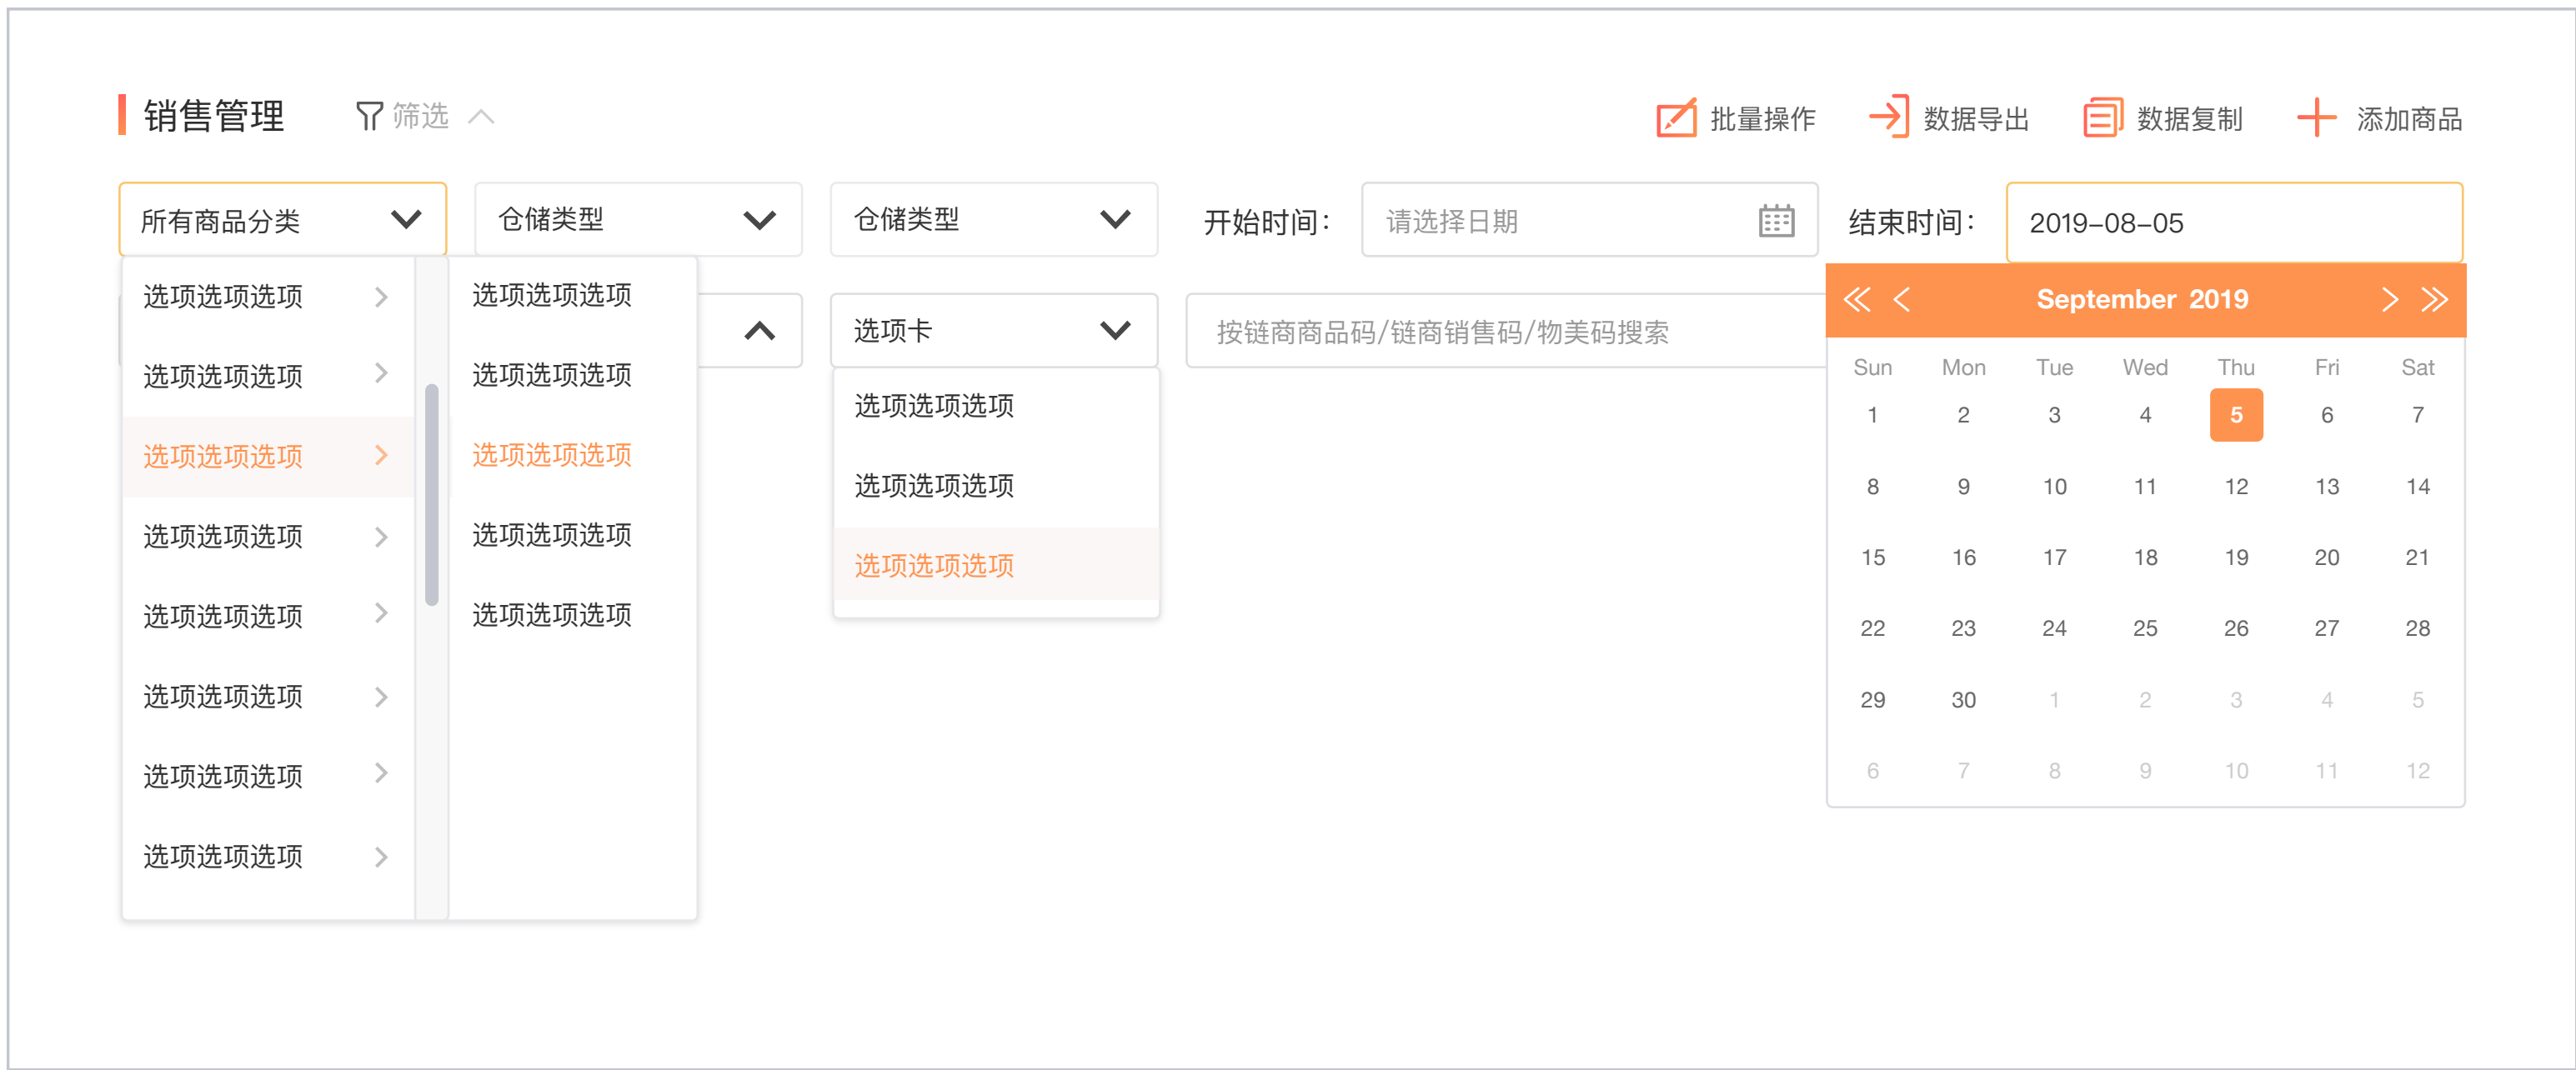 销售管理 筛选 批量操作 数据导出 数据复制 添加商品
所有商品分类 仓储类型 仓储类型 开始时间： 请选择日期 结束时间： 2019-08-05
选项选项选项
选项选项选项
选项选项选项
选项选项选项
选项选项选项
选项选项选项
选项选项选项
选项选项选项
选项选项选项
选项选项选项
选项选项选项
选项选项选项
选项选项选项
选项卡 按链商商品码/链商销售码/物美码搜索
选项选项选项
选项选项选项
选项选项选项
September 2019
Sun Mon Tue Wed Thu Fri Sat
1 2 3 4 5 6 7
8 9 10 11 12 13 14
15 16 17 18 19 20 21
22 23 24 25 26 27 28
29 30 1 2 3 4 5
6 7 8 9 10 11 12